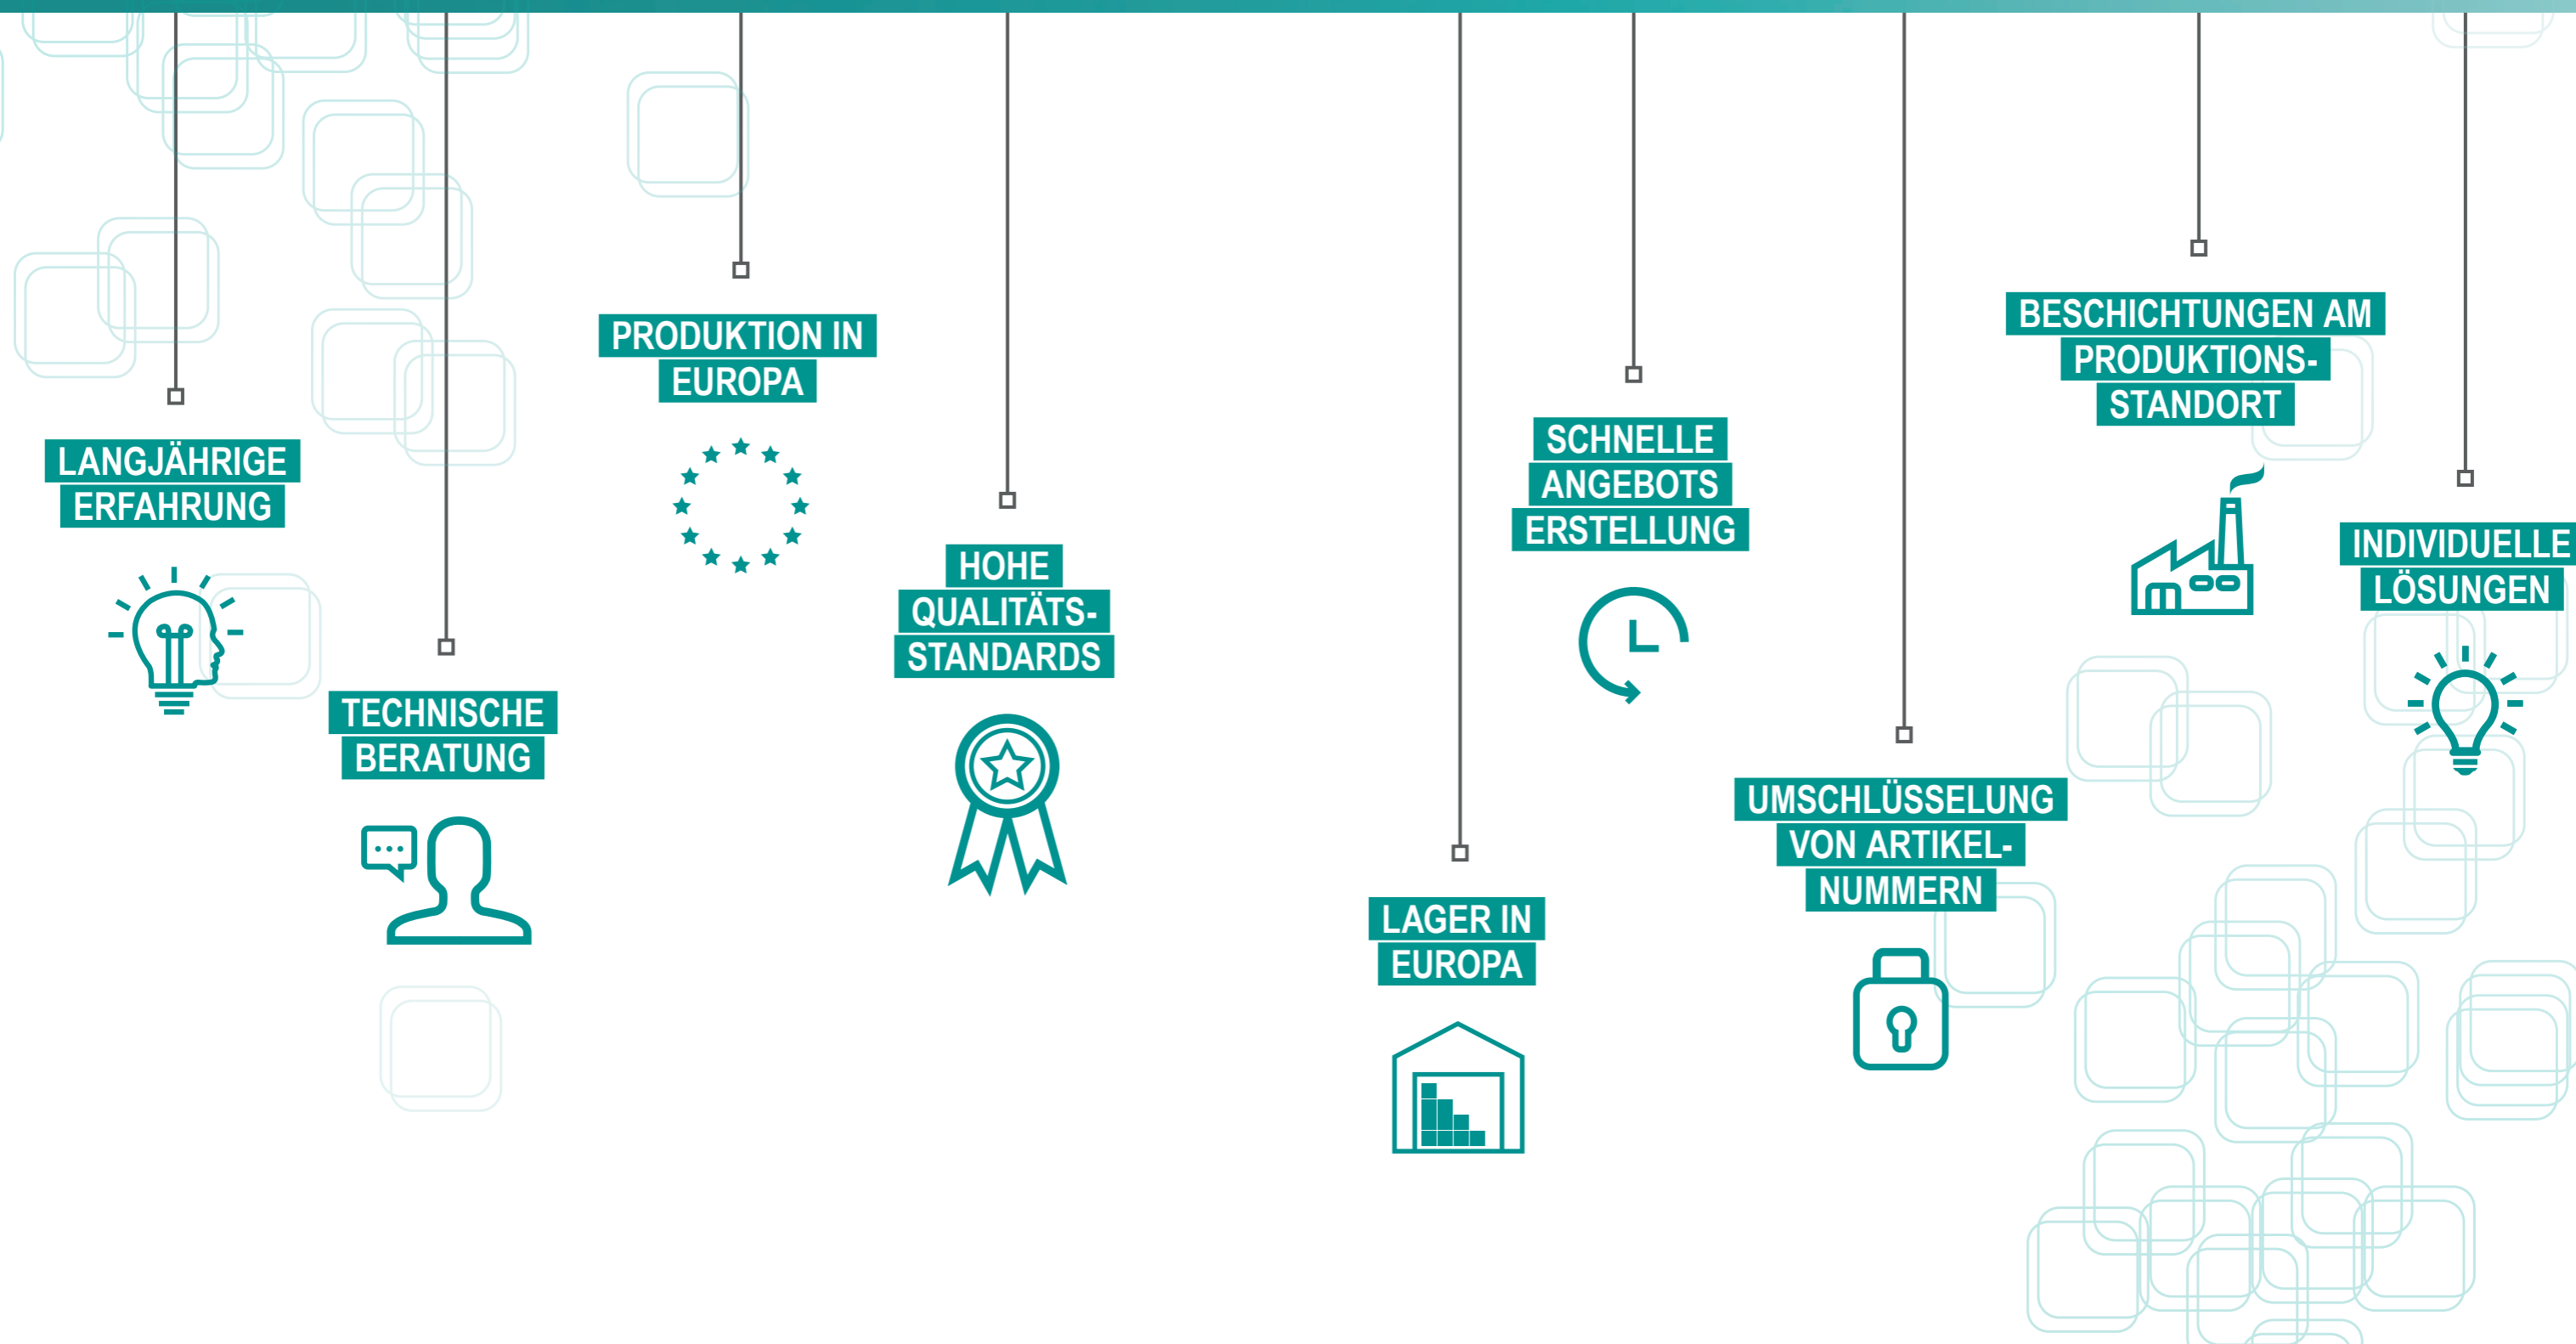 LANGJÄHRIGE
ERFAHRUNG
TECHNISCHE
BERATUNG
PRODUKTION IN
EUROPA
HOHE
QUALITÄTS-
STANDARDS
LAGER IN
EUROPA
SCHNELLE
ANGEBOTS
ERSTELLUNG
UMSCHLÜSSELUNG
VON ARTIKEL-
NUMMERN
BESCHICHTUNGEN AM
PRODUKTIONS-
STANDORT
INDIVIDUELLE
LÖSUNGEN